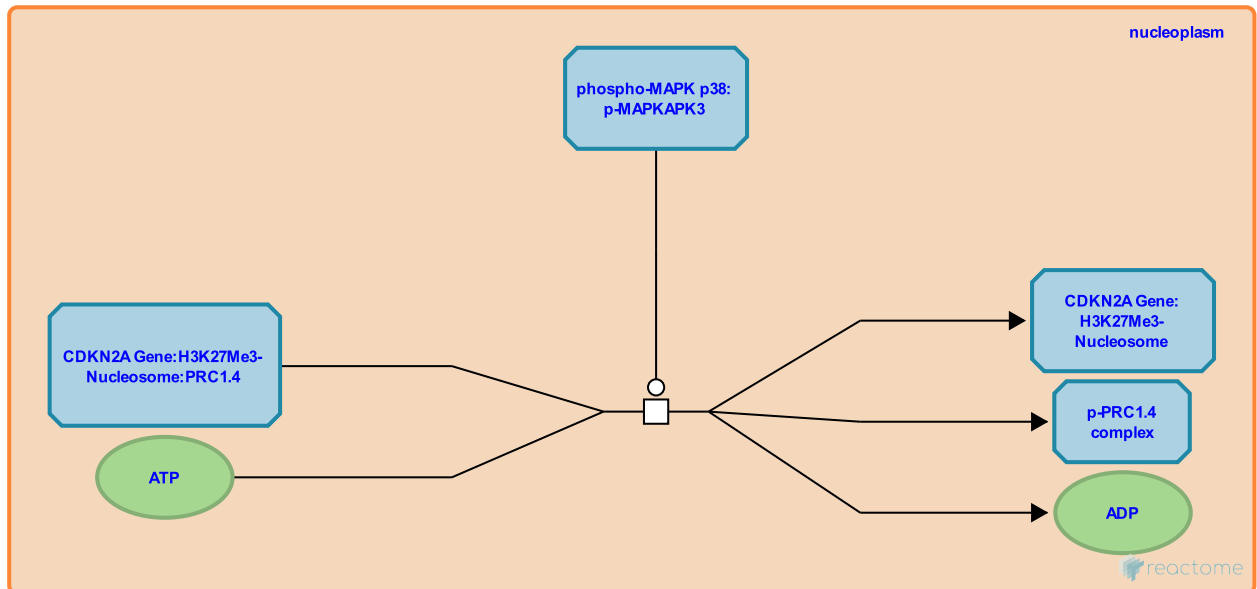 nucleoplasm
phospho-MAPK p38:
p-MAPKAPK3
CDKN2A Gene:H3K27Me3-
Nucleosome:PRC1.4
ATP
CDKN2A Gene:
H3K27Me3-
Nucleosome
p-PRC1.4
complex
ADP
reactome